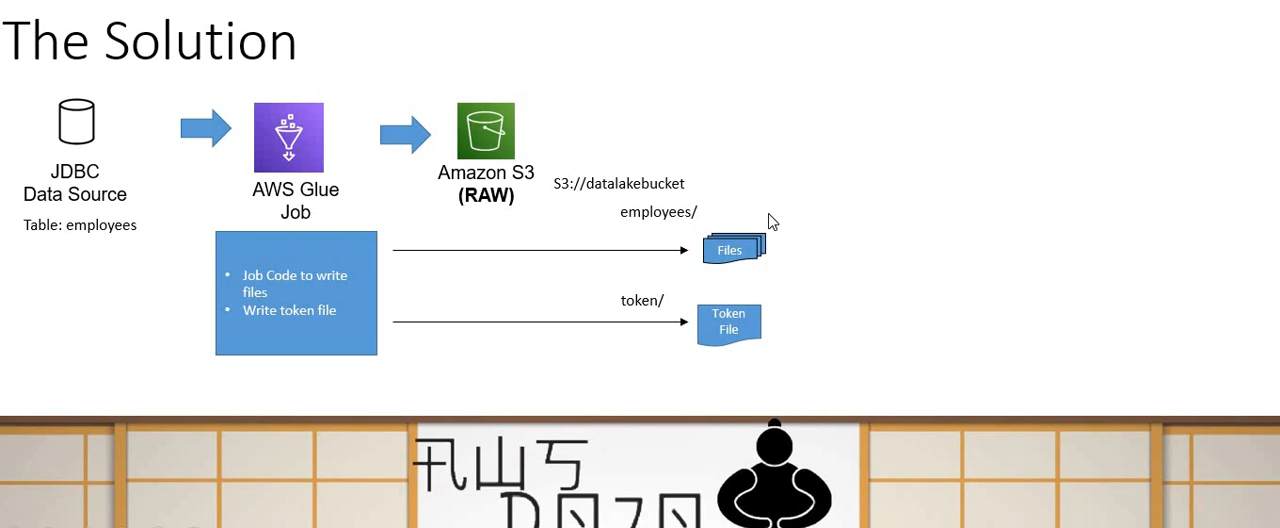 The Solution
JDBC
Data Source
Table: employees
AWS Glue
Job
Amazon S3
(RAW)
S3://datalakebucket
employees/
Files
• Job Code to write
files
• Write token file
token/
Token
File